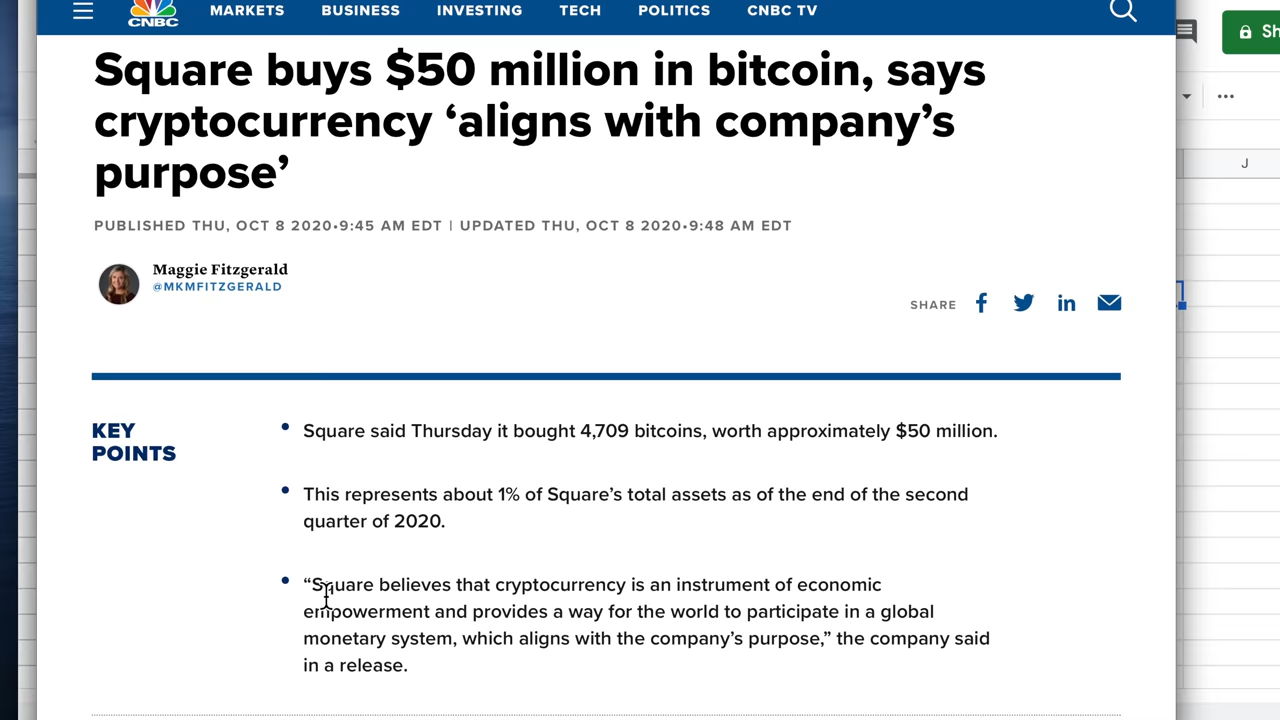 CNBC
MARKETS BUSINESS INVESTING TECH POLITICS CNBC TV
Sh
Square buys $50 million in bitcoin, says
cryptocurrency ‘aligns with company’s
purpose’
J
PUBLISHED THU, OCT 8 2020•9:45 AM EDT | UPDATED THU, OCT 8 2020•9:48 AM EDT
Maggie Fitzgerald
@MKMFITZGERALD
SHARE
KEY
POINTS
• Square said Thursday it bought 4,709 bitcoins, worth approximately $50 million.
• This represents about 1% of Square’s total assets as of the end of the second
quarter of 2020.
• “Square believes that cryptocurrency is an instrument of economic
empowerment and provides a way for the world to participate in a global
monetary system, which aligns with the company’s purpose,” the company said
in a release.